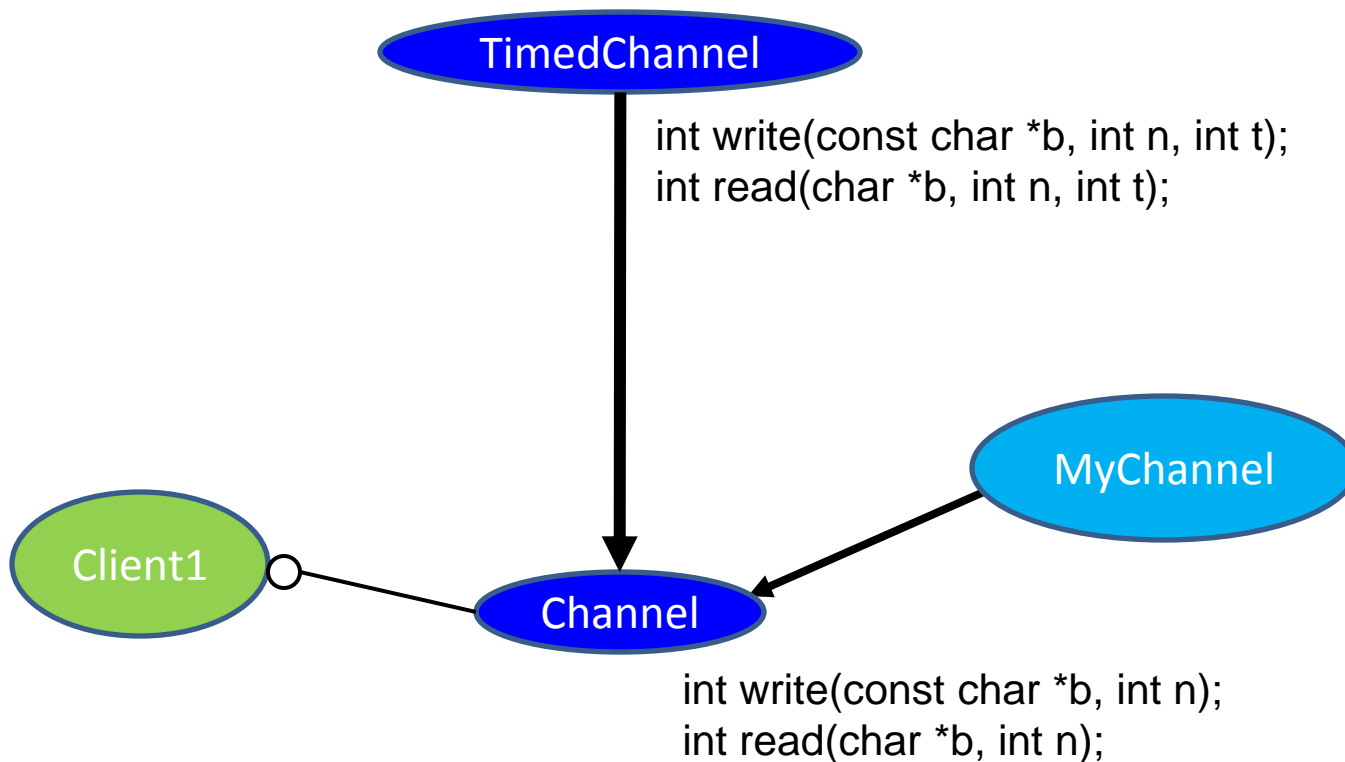 TimedChannel
int write(const char *b, int n, int t);
int read(char *b, int n, int t);
MyChannel
Client1
Channel
int write(const char *b, int n);
int read(char *b, int n);